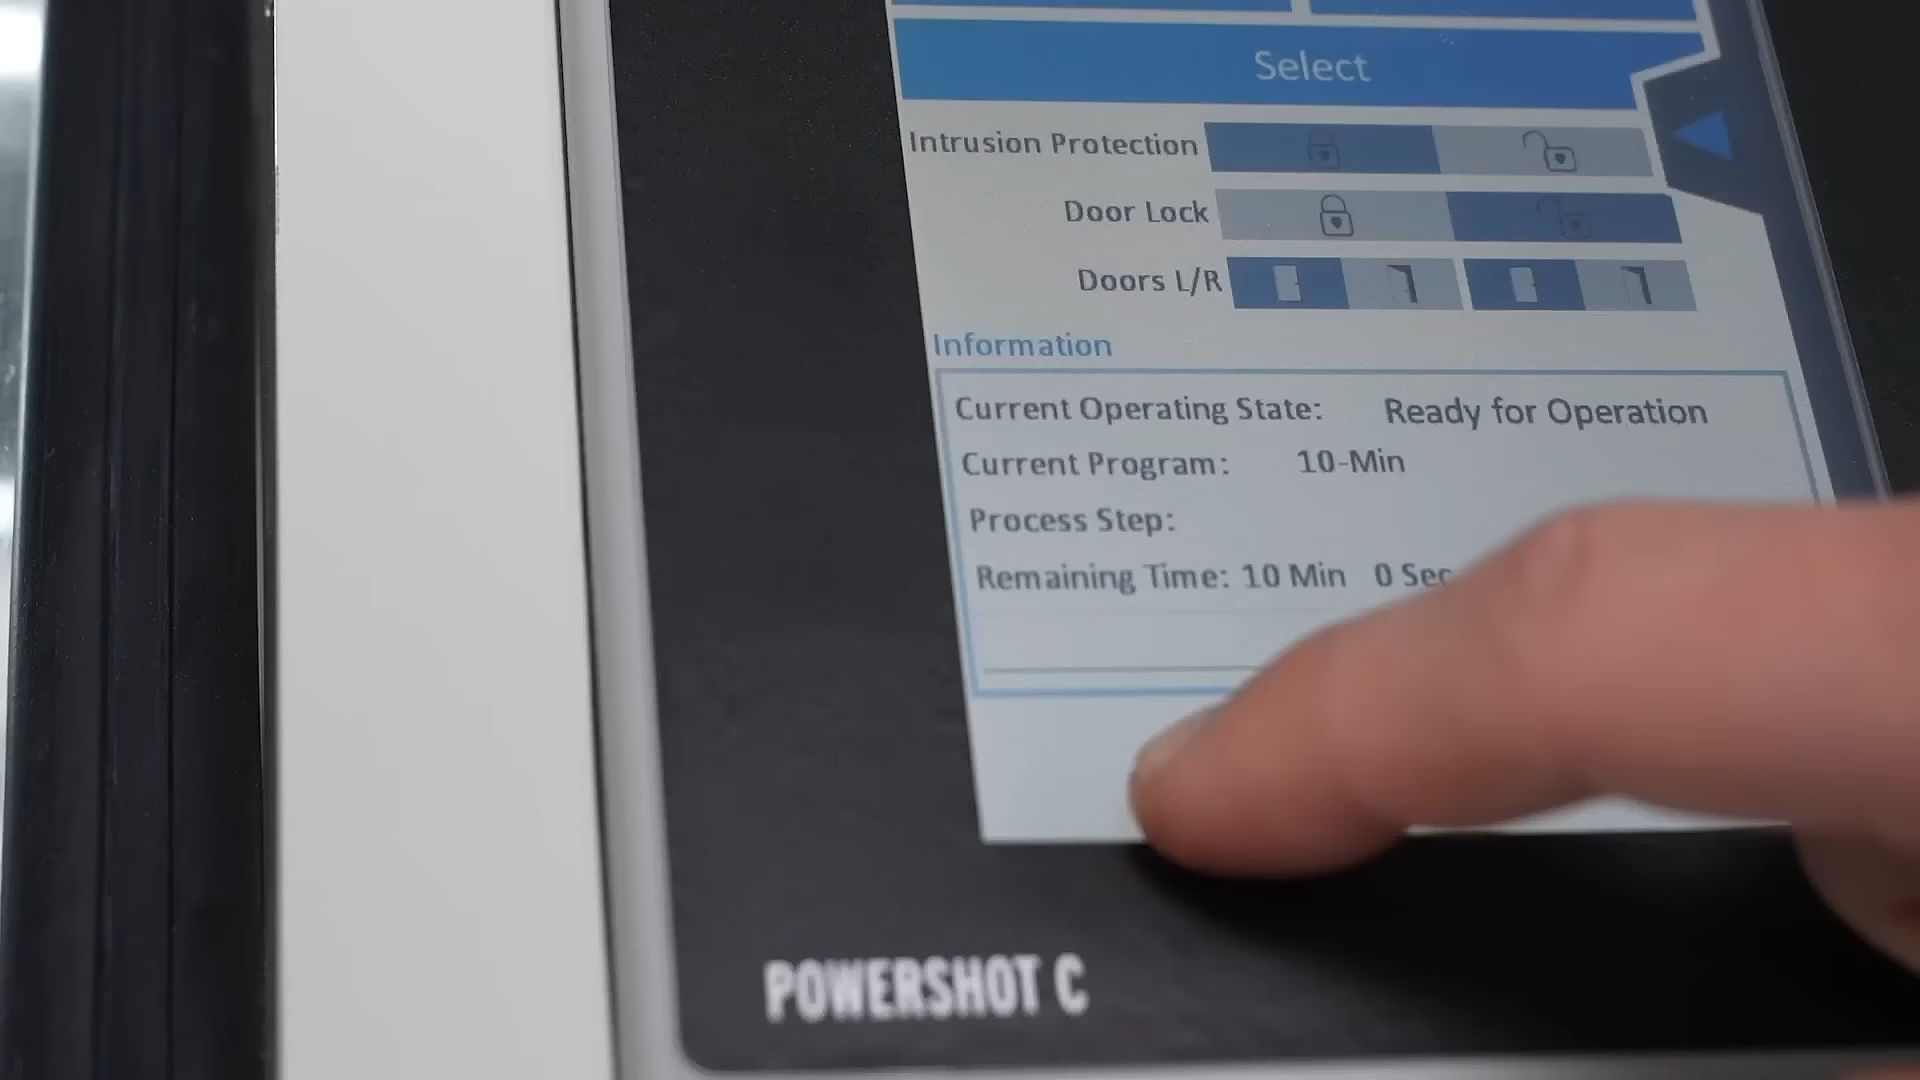 Select
Intrusion Protection
Door Lock
Doors L/R
Information
Current Operating State: Ready for Operation
Current Program: 10-Min
Process Step:
Remaining Time: 10 Min 0 Sec
POWERSHOT C